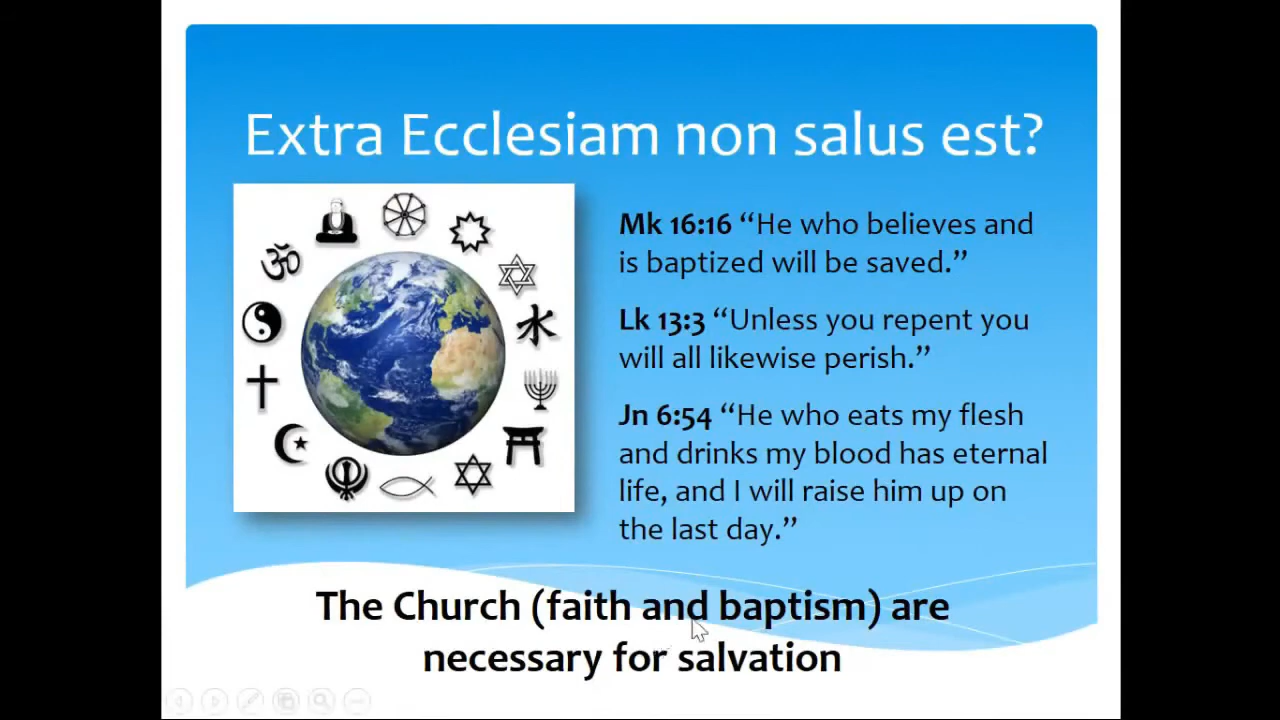 Extra Ecclesiam non salus est?
Mk 16:16 “He who believes and
is baptized will be saved.”
Lk 13:3 “Unless you repent you
will all likewise perish.”
Jn 6:54 “He who eats my flesh
and drinks my blood has eternal
life, and I will raise him up on
the last day.”
ॐ
水
The Church (faith and baptism) are
necessary for salvation